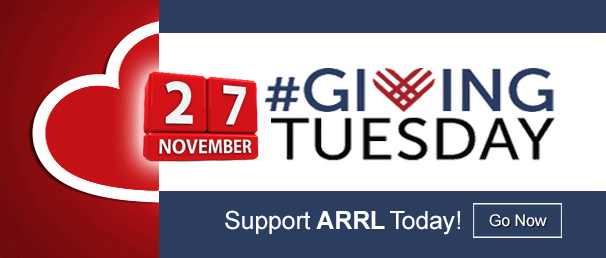 27
NOVEMBER
#GIVING
TUESDAY
Support ARRL Today!
Go Now